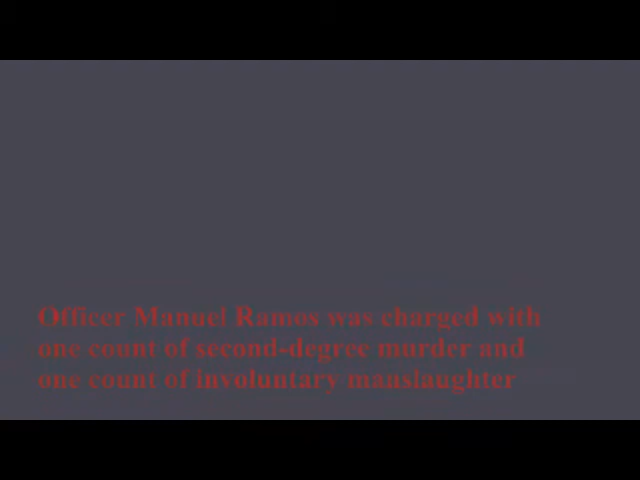 Officer Manuel Ramos was charged with
one count of second-degree murder and
one count of involuntary manslaughter